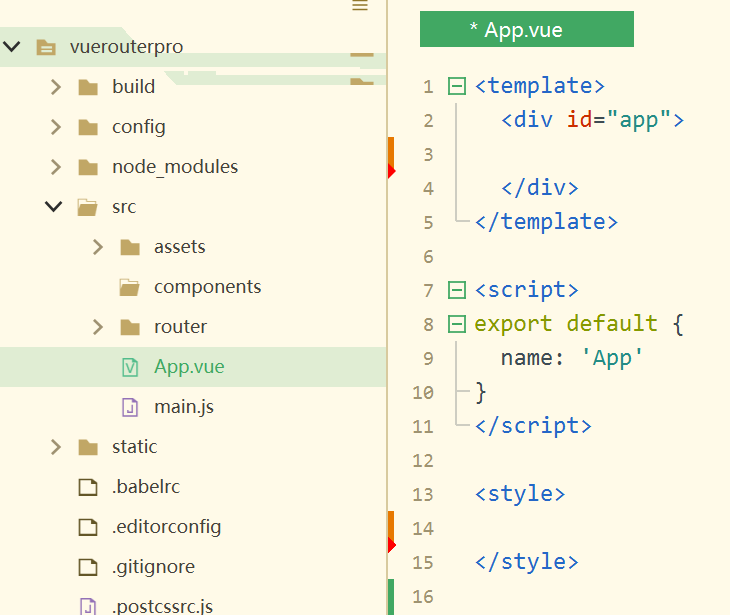 vuerouterpro
build
config
node_modules
src
assets
components
router
App.vue
main.js
static
.babelrc
.editorconfig
.gitignore
.postcssrc.js
* App.vue
1 <template>
2 <div id="app">
3
4 </div>
5 </template>
6
7 <script>
8 export default {
9 name: 'App'
10 }
11 </script>
12
13 <style>
14
15 </style>
16